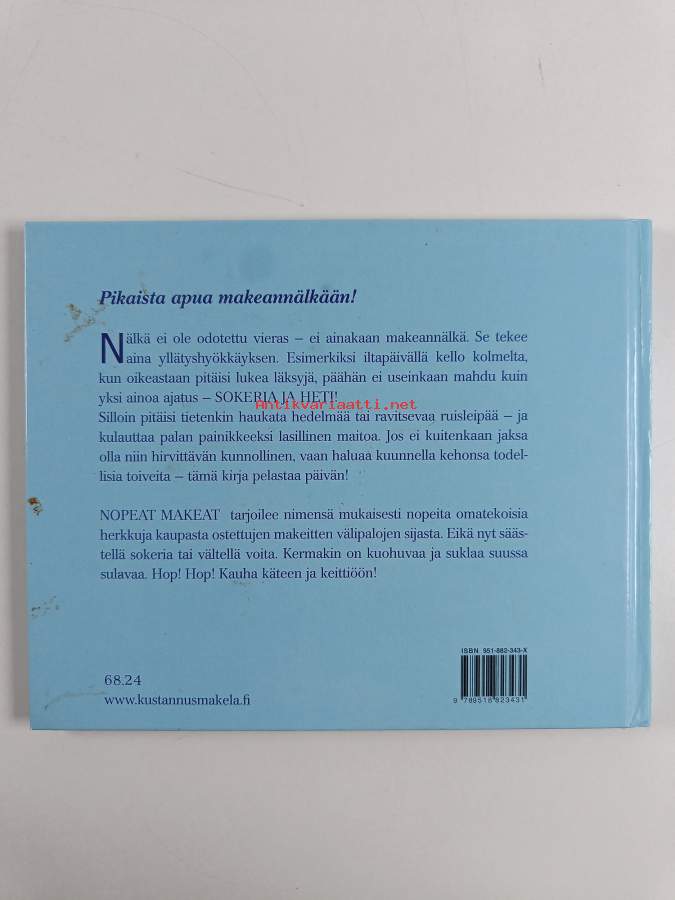 Pikaista apua makeannälkään!
Nälkä ei ole odotettu vieras – ei ainakaan makeannälkä. Se tekee
aina yllätyshyökkäyksen. Esimerkiksi iltapäivällä kello kolmelta,
kun oikeastaan pitäisi lukea läksyjä, päähän ei useinkaan mahdu kuin
yksi ainoa ajatus – SOKERIA JA HETI!
Antikvariaatti.net
Silloin pitäisi tietenkin haukata hedelmää tai ravitsevaa ruisleipää – ja
kulauttaa palan painikkeeksi lasillinen maitoa. Jos ei kuitenkaan jaksa
olla niin hirvittävän kunnollinen, vaan haluaa kuunnella kehonsa todel-
lisia toiveita – tämä kirja pelastaa päivän!
NOPEAT MAKEAT tarjoilee nimensä mukaisesti nopeita omatekoisia
herkkuja kaupasta ostettujen makeitten välipalojen sijasta. Eikä nyt sääs-
tellä sokeria tai vältellä voita. Kermakin on kuohuvaa ja suklaa suussa
sulavaa. Hop! Hop! Kauha käteen ja keittiöön!
ISBN 951-882-343-X
68.24
www.kustannusmakela.fi
9 789518 823431